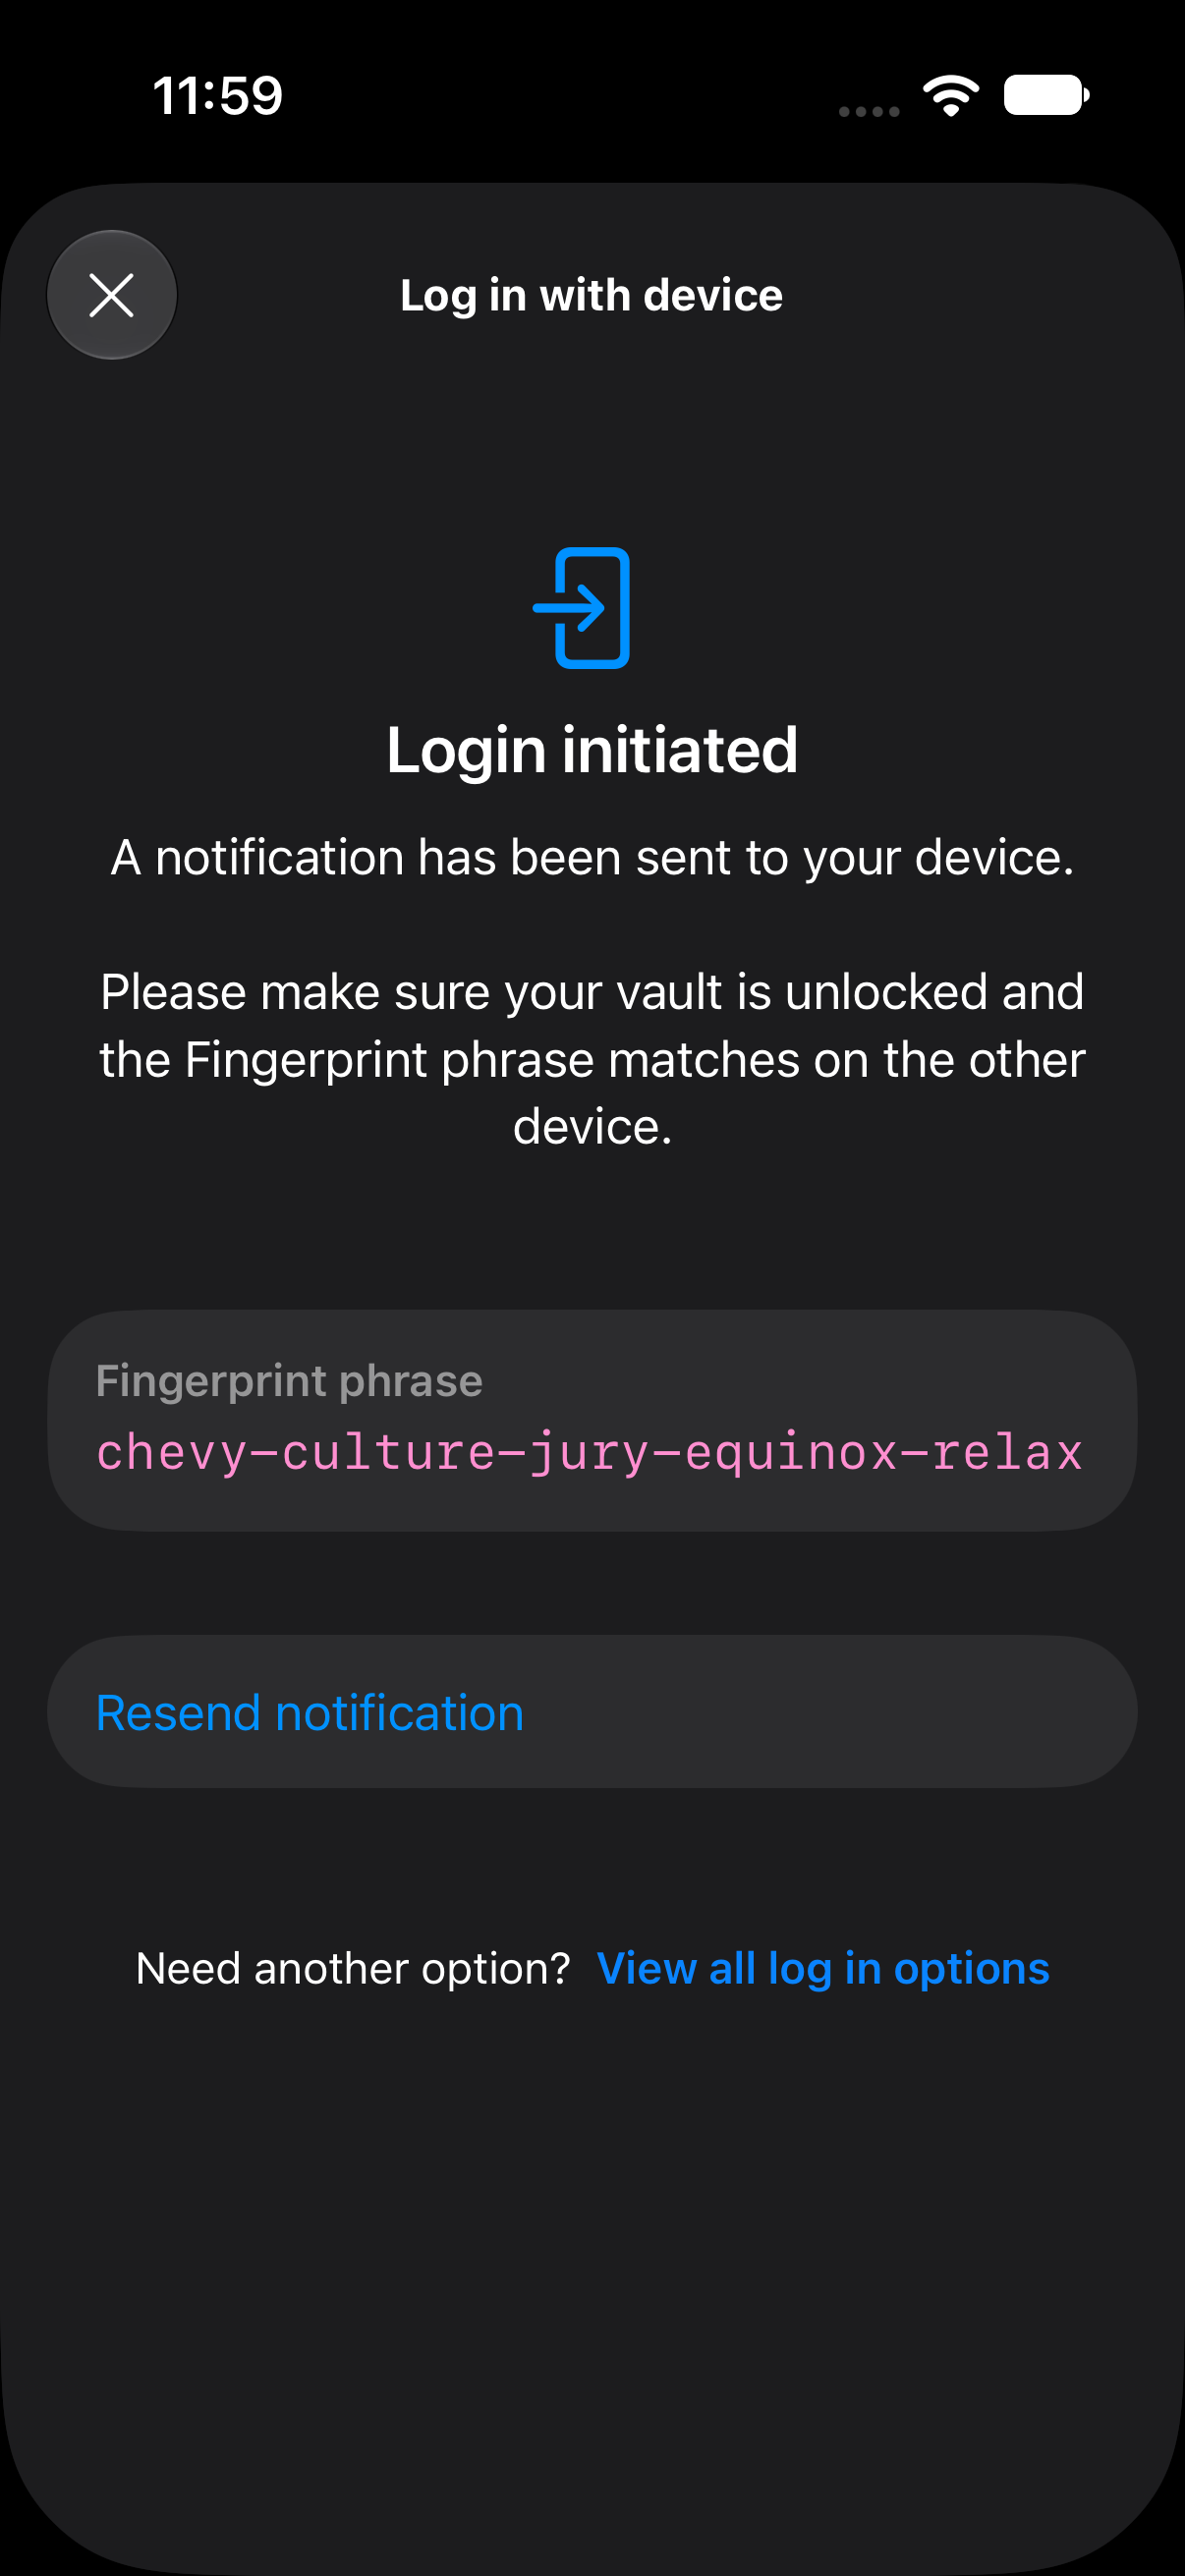 11:59
Log in with device
Login initiated
A notification has been sent to your device.
Please make sure your vault is unlocked and
the Fingerprint phrase matches on the other
device.
Fingerprint phrase
chevy-culture-jury-equinox-relax
Resend notification
Need another option? View all log in options